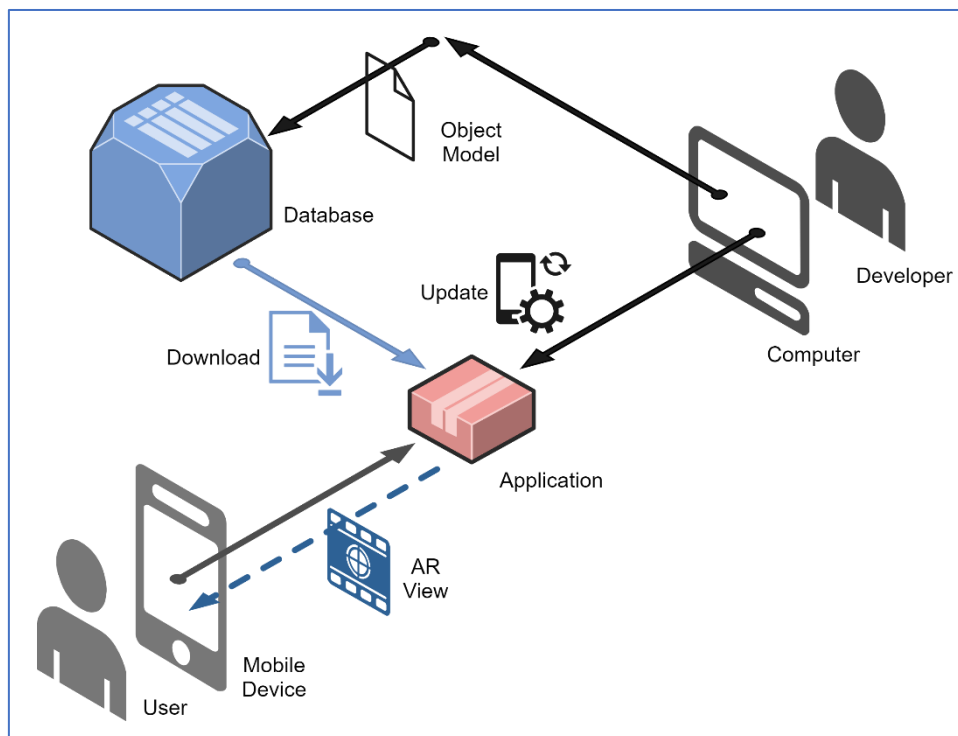 Object
Model
Database
Developer
Update
Computer
Download
Application
AR
View
Mobile
Device
User